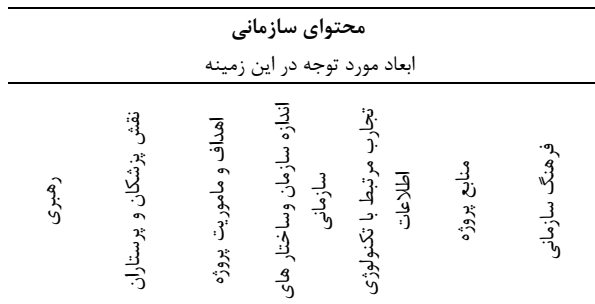 محتوای سازمانی
ابعاد مورد توجه در این زمینه
فرهنگ سازمانی
منابع پروژه
تجارب مرتبط با تکنولوژی
اطلاعات
اندازه سازمان وساختار های
سازمانی
اهداف و ماموریت پروژه
نقش پزشکان و پرستاران
رهبری